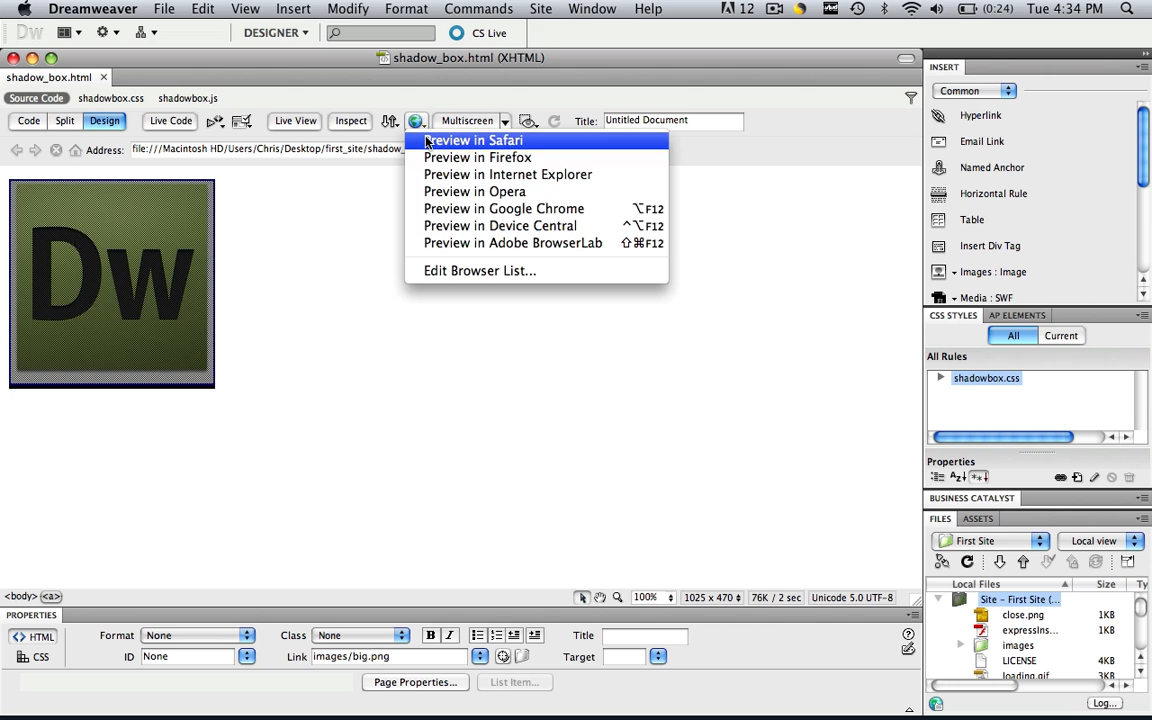 Dreamweaver File Edit View Insert Modify Format Commands Site Window Help 12 (0:24) Tue 4:34 PM
Dw DESIGNER CS Live
shadow_box.html (XHTML)
shadow_box.html
Source Code shadowbox.css shadowbox.js
Code Split Design Live Code Live View Inspect Multiscreen Title: Untitled Document
Address: file:///Macintosh HD/Users/Chris/Desktop/first_site/shadow_
Preview in Safari
Preview in Firefox
Preview in Internet Explorer
Preview in Opera
Preview in Google Chrome ⌥F12
Preview in Device Central ^⌥F12
Preview in Adobe BrowserLab ⇧⌘F12
Edit Browser List...
Dw
INSERT
Common
Hyperlink
Email Link
Named Anchor
Horizontal Rule
Table
Insert Div Tag
Images : Image
Media : SWF
CSS STYLES AP ELEMENTS
All Current
All Rules
shadowbox.css
Properties
BUSINESS CATALYST
FILES ASSETS
First Site Local view
Local Files Size Ty
Site - First Site (...
close.png 1KB
expressIns... 1KB
images
LICENSE 4KB
loading.gif 3KB
Log...
<body> <a> 100% 1025 x 470 76K / 2 sec Unicode 5.0 UTF-8
PROPERTIES
HTML Format None Class None B I Title
CSS ID None Link images/big.png Target
Page Properties... List Item...